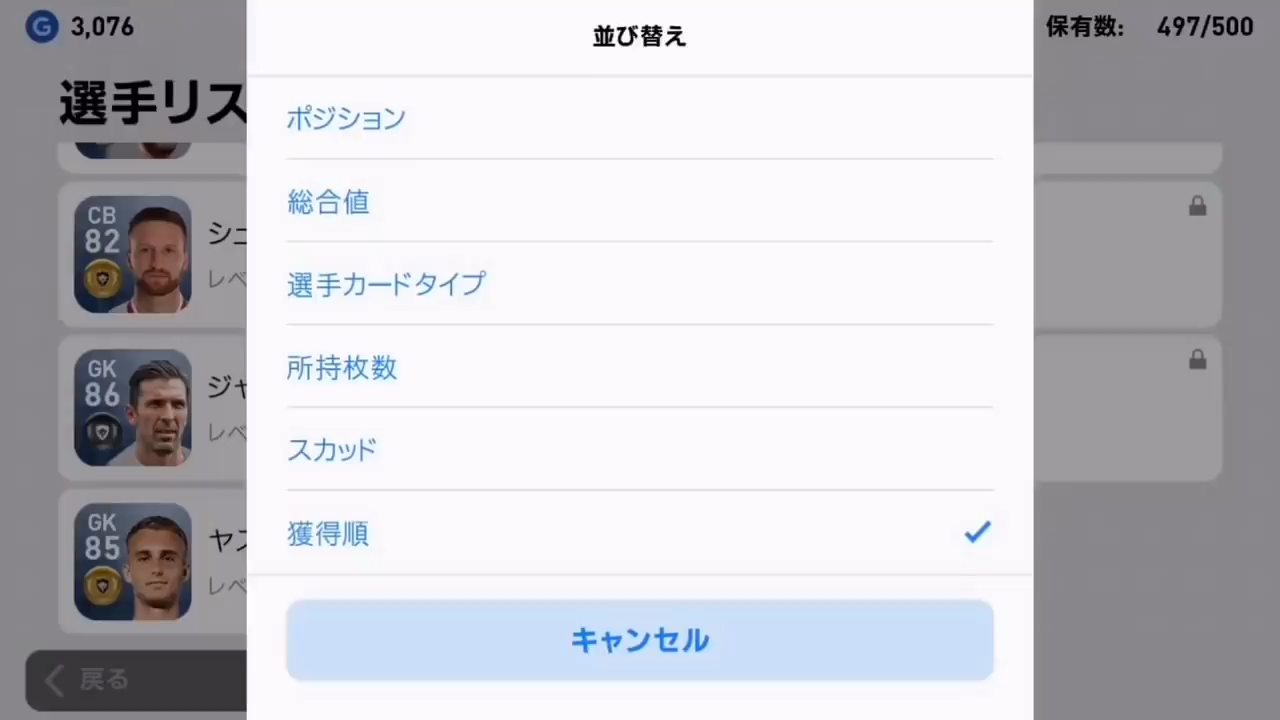 G 3,076
保有数: 497/500
選手リス
並び替え
ポジション
総合値
選手カードタイプ
所持枚数
スカッド
獲得順
キャンセル
CB
82
シュ
レベ
GK
86
ジャ
レベ
GK
85
ヤス
レベ
戻る